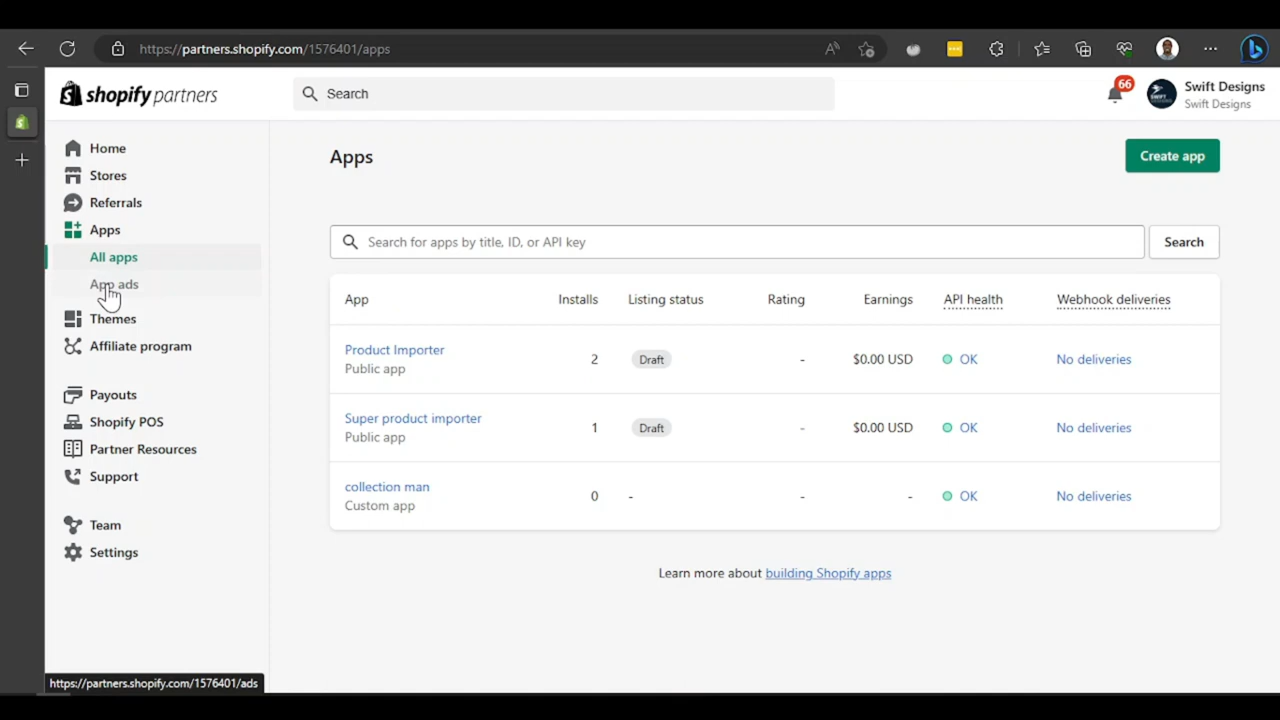 https://partners.shopify.com/1576401/apps
shopify partners
Search
66
Swift Designs
Swift Designs
Home
Stores
Referrals
Apps
All apps
App ads
Themes
Affiliate program
Payouts
Shopify POS
Partner Resources
Support
Team
Settings
Apps
Create app
Search for apps by title, ID, or API key
Search
App Installs Listing status Rating Earnings API health Webhook deliveries
Product Importer
Public app
2 Draft - $0.00 USD OK No deliveries
Super product importer
Public app
1 Draft - $0.00 USD OK No deliveries
collection man
Custom app
0 - - - OK No deliveries
Learn more about building Shopify apps
https://partners.shopify.com/1576401/ads